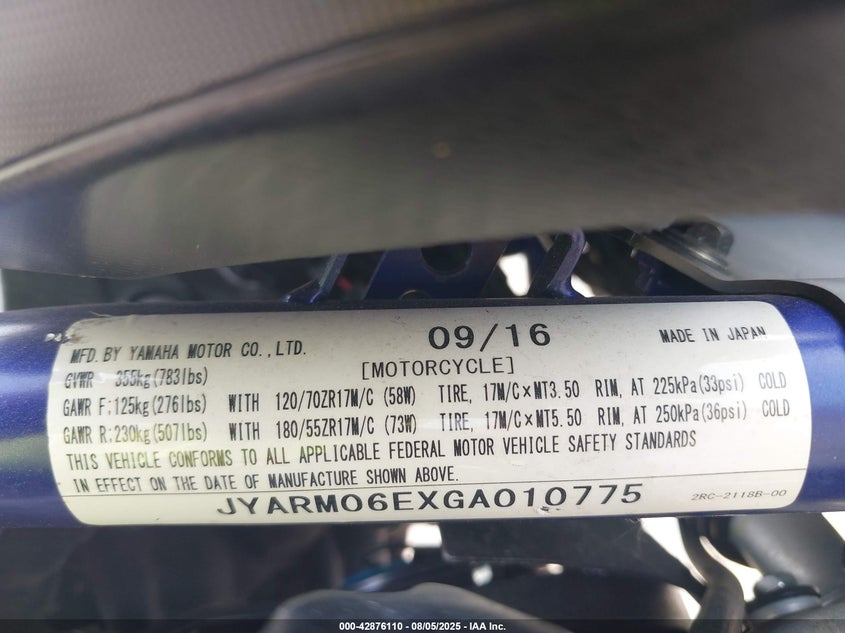 MFD. BY YAMAHA MOTOR CO., LTD. 09/16 MADE IN JAPAN
GVWR 355kg(783lbs) [MOTORCYCLE]
GAWR F:125kg(276lbs) WITH 120/70ZR17M/C (58W) TIRE, 17M/C×MT3.50 RIM, AT 225kPa(33psi) COLD
GAWR R:230kg(507lbs) WITH 180/55ZR17M/C (73W) TIRE, 17M/C×MT5.50 RIM, AT 250kPa(36psi) COLD
THIS VEHICLE CONFORMS TO ALL APPLICABLE FEDERAL MOTOR VEHICLE SAFETY STANDARDS
IN EFFECT ON THE DATE OF MANUFACTURE SHOWN ABOVE.
JYARM06EXGA010775 2RC-2118B-00
000-42876110 - 08/05/2025 - IAA Inc.